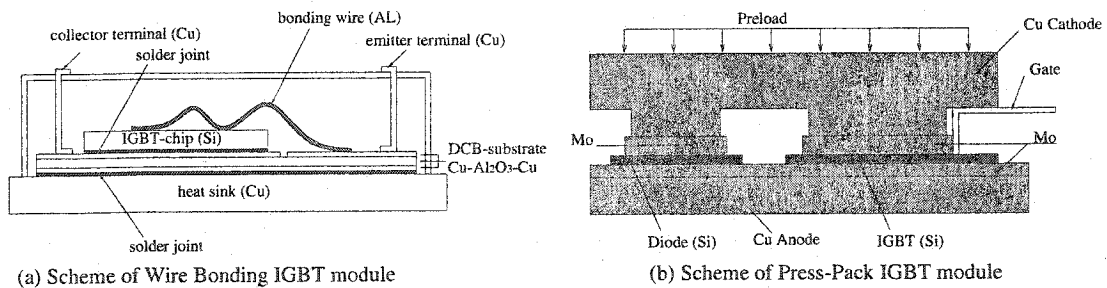 bonding wire (AL)
collector terminal (Cu)
solder joint
emitter terminal (Cu)
IGBT-chip (Si)
DCB-substrate
Cu-Al2O3-Cu
heat sink (Cu)
solder joint
(a) Scheme of Wire Bonding IGBT module
Preload
Cu Cathode
Gate
Mo
Mo
Diode (Si)
Cu Anode
IGBT (Si)
(b) Scheme of Press-Pack IGBT module